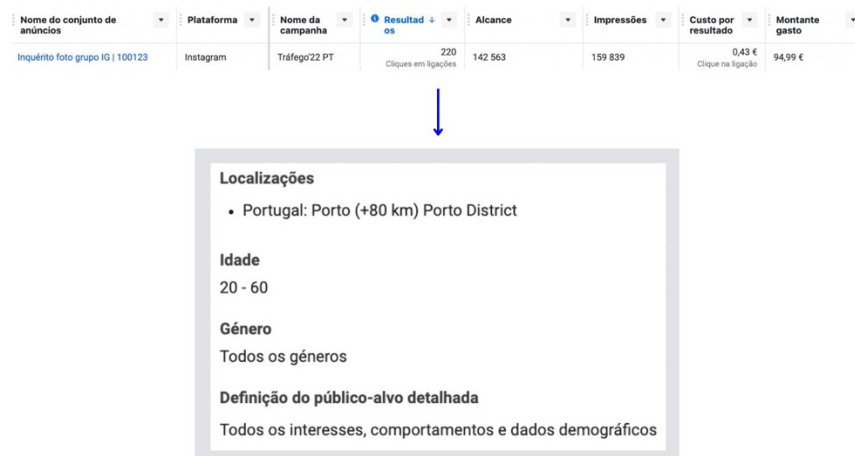 Nome do conjunto de anúncios
Plataforma
Nome da campanha
Resultados
Alcance
Impressões
Custo por resultado
Montante gasto
Inquérito foto grupo IG | 100123
Instagram
Tráfego'22 PT
220
Cliques em ligações
142 563
159 839
0,43 €
Clique na ligação
94,99 €
Localizações
• Portugal: Porto (+80 km) Porto District
Idade
20 - 60
Género
Todos os géneros
Definição do público-alvo detalhada
Todos os interesses, comportamentos e dados demográficos